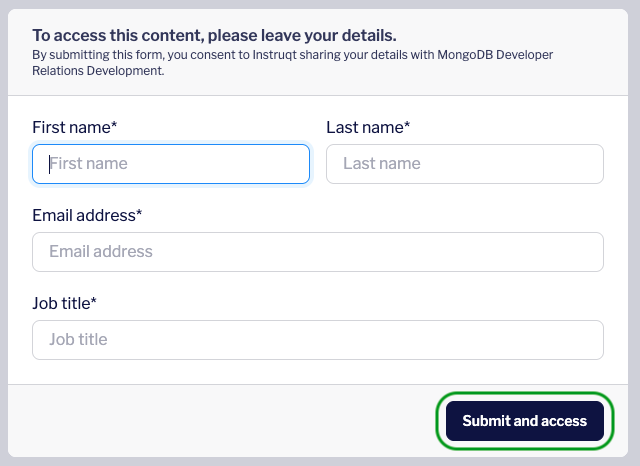 To access this content, please leave your details.
By submitting this form, you consent to Instruqt sharing your details with MongoDB Developer
Relations Development.
First name*
Last name*
First name
Last name
Email address*
Email address
Job title*
Job title
Submit and access